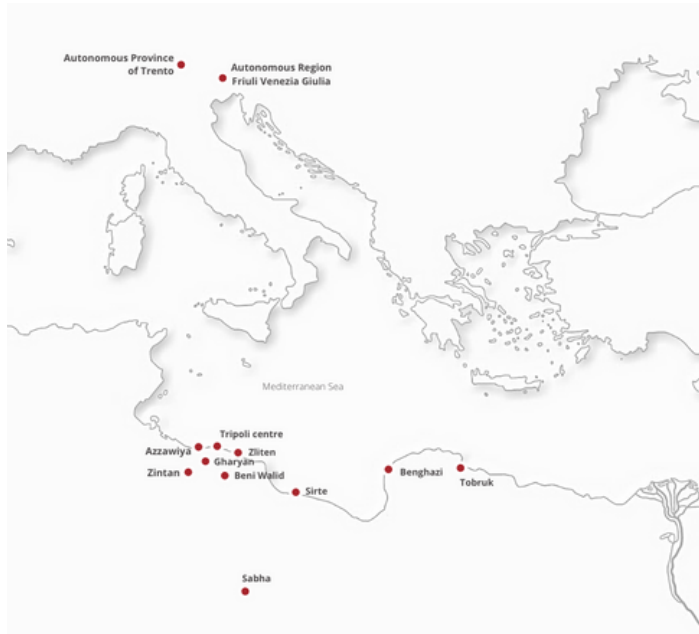 Autonomous Province
of Trento
Autonomous Region
Friuli Venezia Giulia
Mediterranean Sea
Tripoli centre
Azzawiya
Zliten
Gharyān
Zintan
Beni Walid
Benghazi
Tobruk
Sirte
Sabha